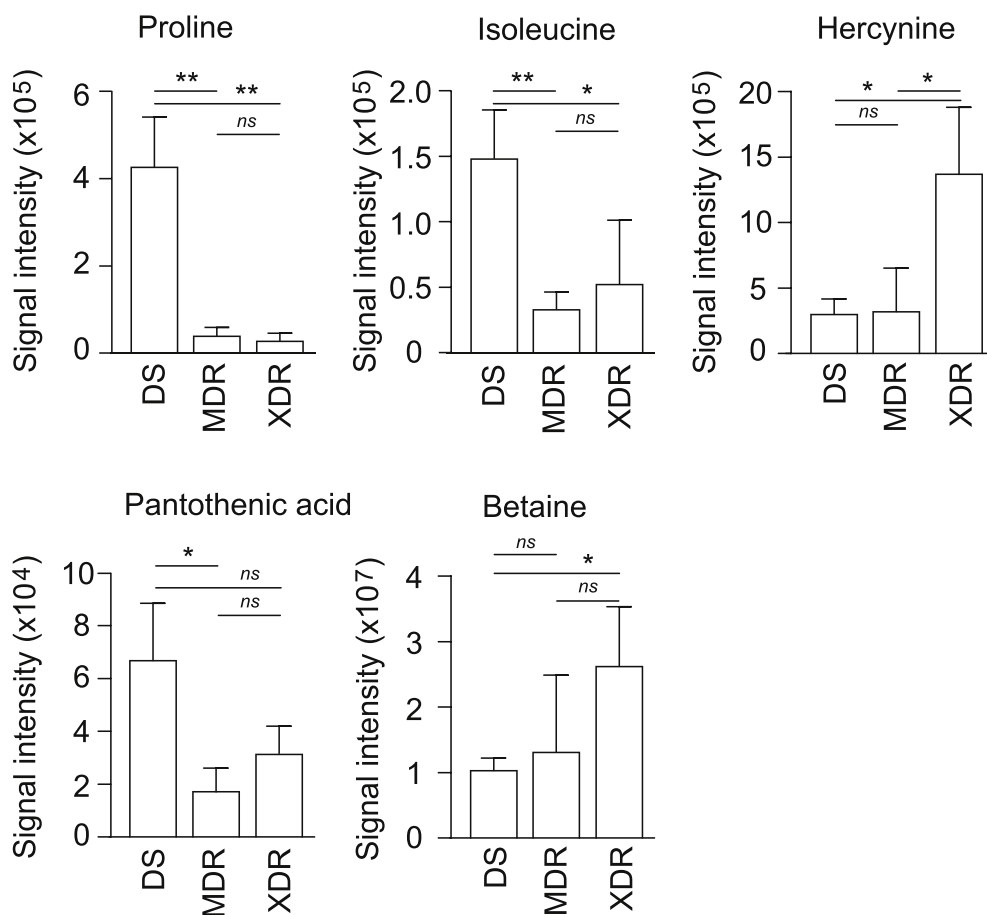 Proline
Signal intensity (x10⁵)
6
4
2
0
**
**
ns
DS
MDR
XDR
Isoleucine
Signal intensity (x10⁵)
2.0
1.5
1.0
0.5
0
**
*
ns
DS
MDR
XDR
Hercynine
Signal intensity (x10⁵)
20
15
10
5
0
*
*
ns
DS
MDR
XDR
Pantothenic acid
Signal intensity (x10⁴)
10
8
6
4
2
0
*
ns
ns
DS
MDR
XDR
Betaine
Signal intensity (x10⁷)
4
3
2
1
0
ns
*
ns
DS
MDR
XDR